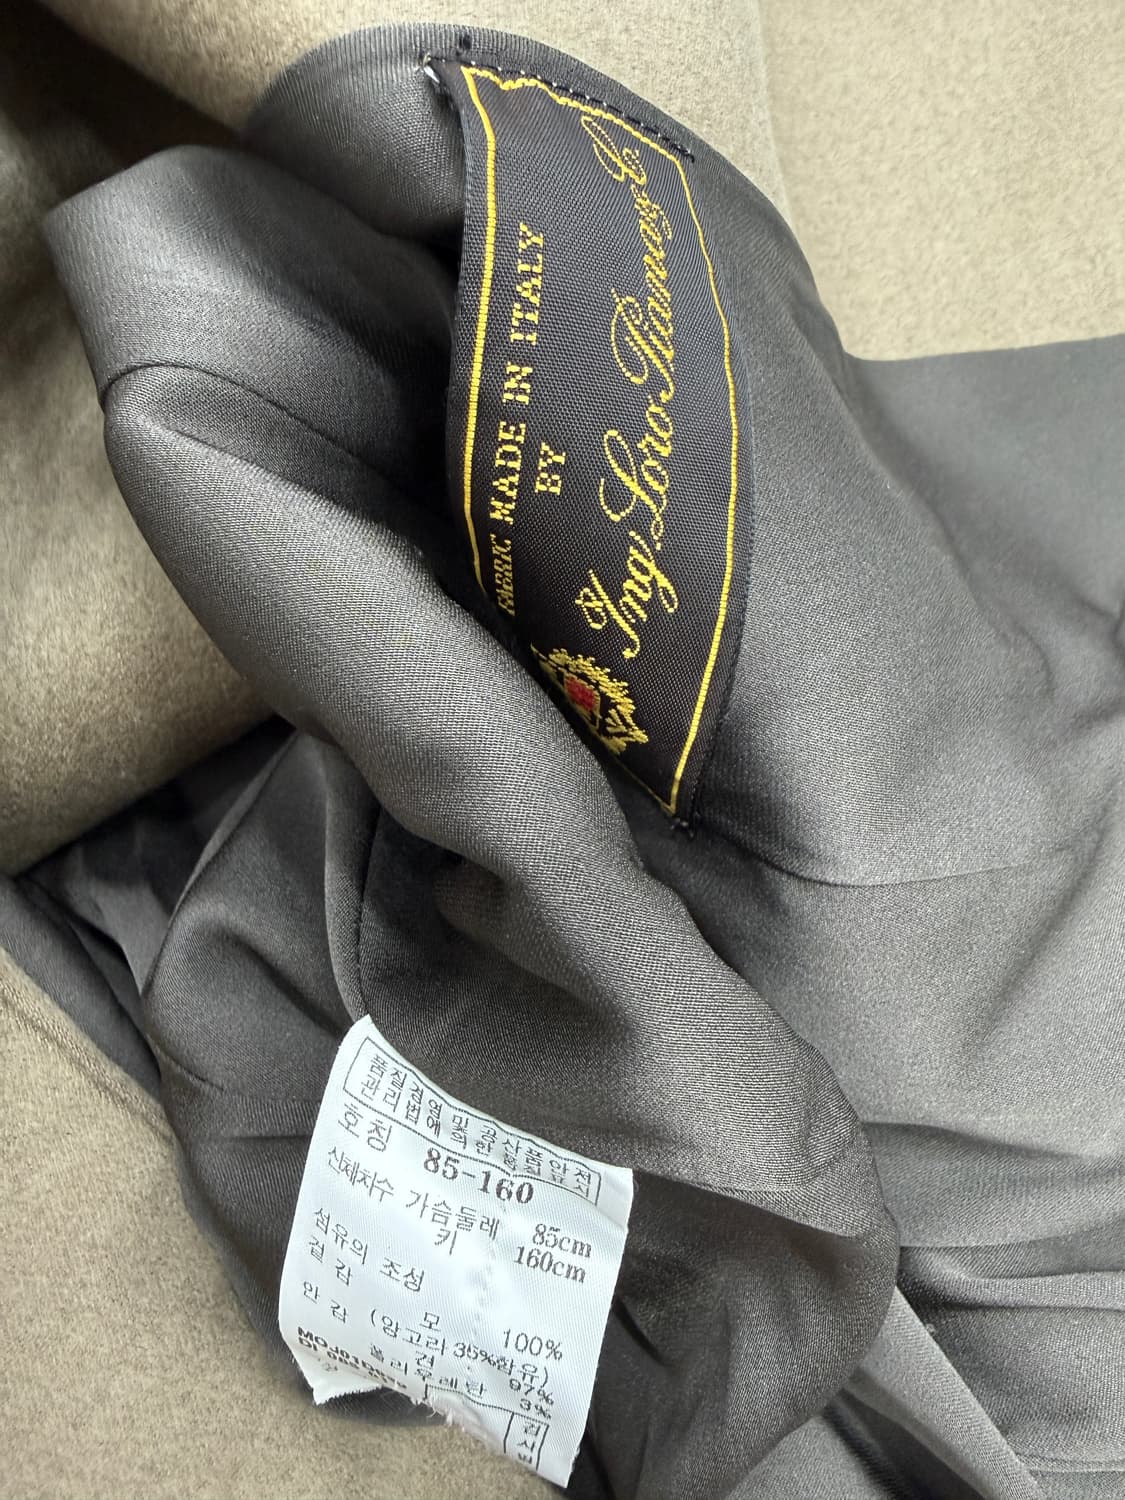 FABRIC MADE IN ITALY
BY
Ing Loro Piana & C
품질경영 및 공산품안전
관리법에 의한 품질표시
호칭 85-160
신체치수 가슴둘레 85cm
키 160cm
섬유의 조성
겉감 모 100%
(앙고라 35%함유)
안감 견 97%
폴리우레탄 3%